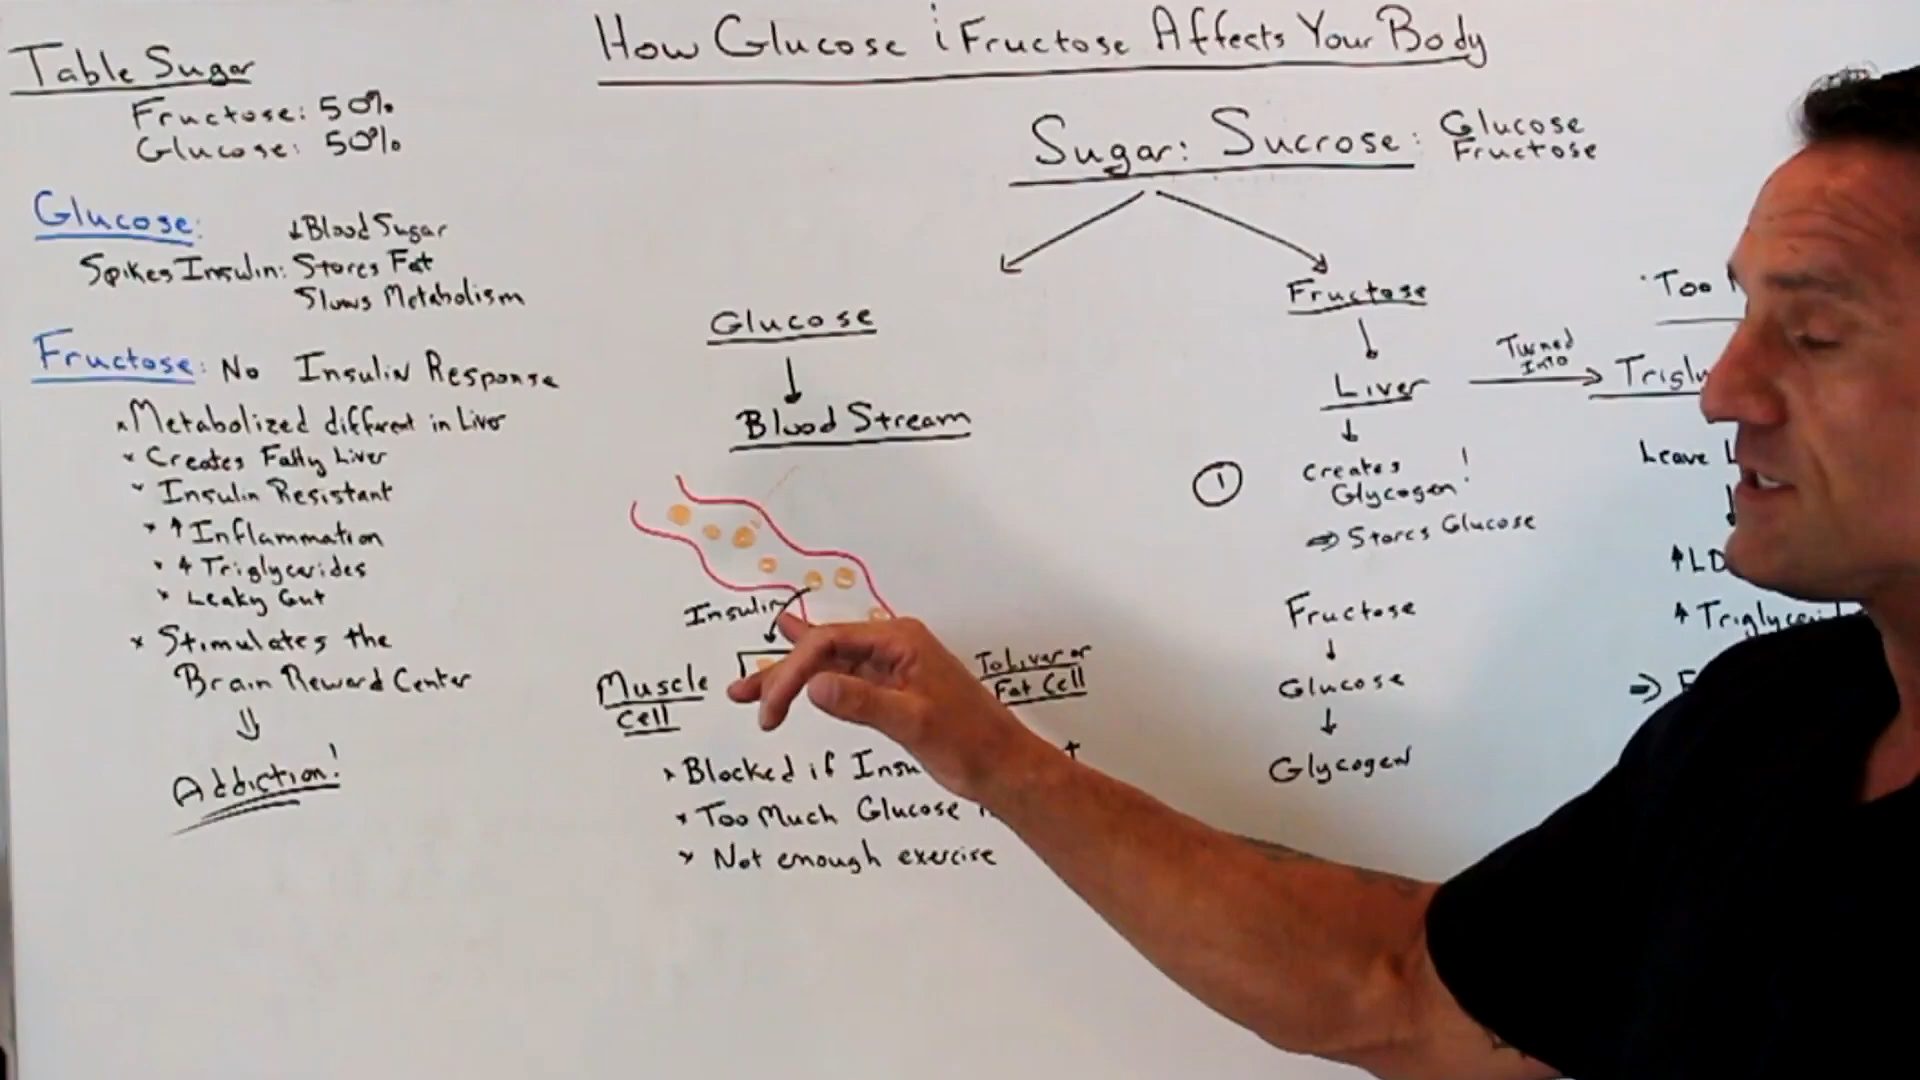 How Glucose i Fructose Affects Your Body
Table Sugar
Fructose: 50%
Glucose: 50%
Glucose:
↓Blood Sugar
Spikes Insulin: Stores Fat
Slows Metabolism
Fructose: No Insulin Response
Metabolized different in Liver
Creates Fatty Liver
Insulin Resistant
↑ Inflammation
↑ Triglycerides
Leaky Gut
Stimulates the
Brain Reward Center
⇓
Addiction!
Sugar: Sucrose: Glucose
Fructose
Glucose
↓
Blood Stream
Insulin
Muscle
Cell
To Liver or
Fat Cell
Blocked if
Too Much Glucose
Not enough exercise
Fructose
Liver
↓
① Creates
Glycogen!
⇒ Stores Glucose
Fructose
↓
Glucose
↓
Glycogen
Turned
Into
Too
Leave
↓
↑
↑
⇒